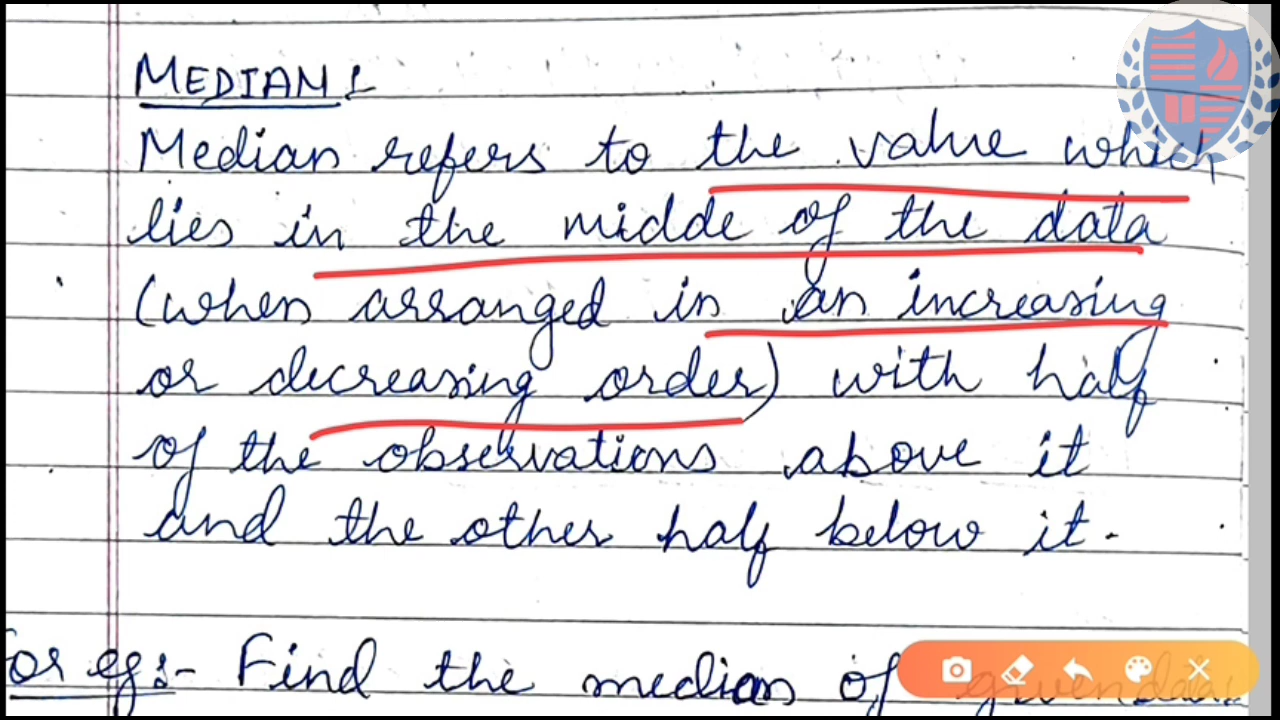 MEDIAN :-
Median refers to the value which
lies in the midde of the data
(when arranged in an increasing
or decreasing order) with half
of the observations above it
and the other half below it.
For eg:- Find the median of given data: